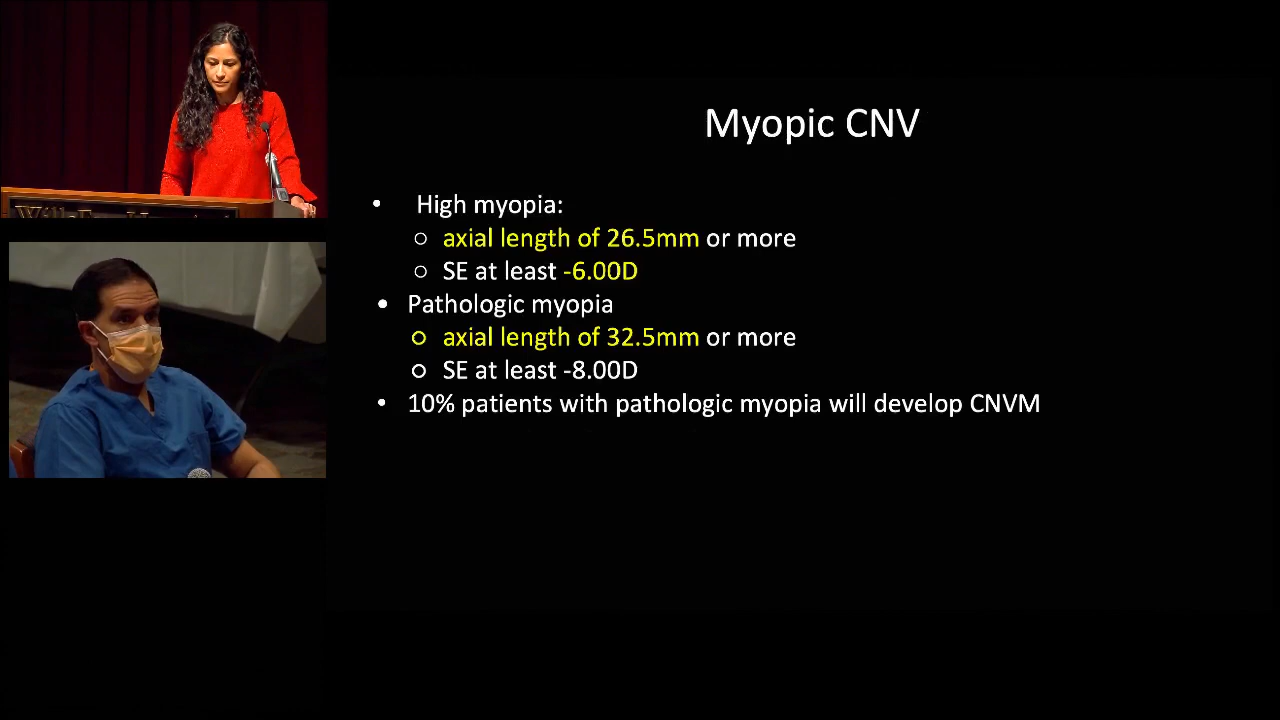 Myopic CNV
• High myopia:
○ axial length of 26.5mm or more
○ SE at least -6.00D
• Pathologic myopia
○ axial length of 32.5mm or more
○ SE at least -8.00D
• 10% patients with pathologic myopia will develop CNVM